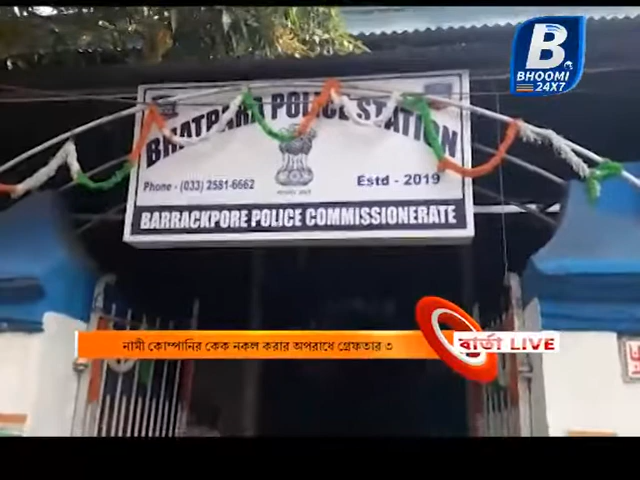 B
BHOOMI
24X7
BHATPARA POLICE STATION
Phone - (033) 2581-6662
Estd - 2019
BARRACKPORE POLICE COMMISSIONERATE
নামী কোম্পানির কেক নকল করার অপরাধে গ্রেফতার ৩
বার্তা LIVE